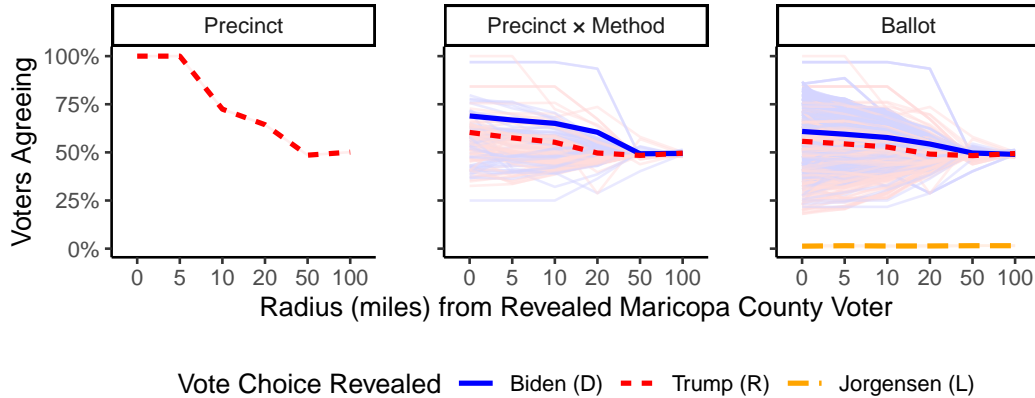 Precinct
Precinct × Method
Ballot
Voters Agreeing
100%
75%
50%
25%
0%
0 5 10 20 50 100
0 5 10 20 50 100
0 5 10 20 50 100
Radius (miles) from Revealed Maricopa County Voter
Vote Choice Revealed Biden (D) Trump (R) Jorgensen (L)